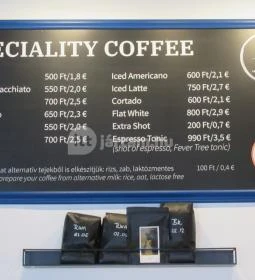 ECIALITY COFFEE
500 Ft/1,8 € Iced Americano 600 Ft/2,1 €
acchiato 550 Ft/2,0 € Iced Latte 750 Ft/2,7 €
700 Ft/2,5 € Cortado 600 Ft/2,1 €
o 650 Ft/2,3 € Flat White 800 Ft/2,9 €
550 Ft/2,0 € Extra Shot 200 Ft/0,7 €
700 Ft/2,5 € Espresso Tonic 990 Ft/3,5 €
(shot of espresso, Fever Tree tonic)
at alternatív tejekből is elkészítjük: rizs, zab, laktózmentes 100 Ft / 0,4 €
prepare your coffee from alternative milk: rice, oat, lactose free